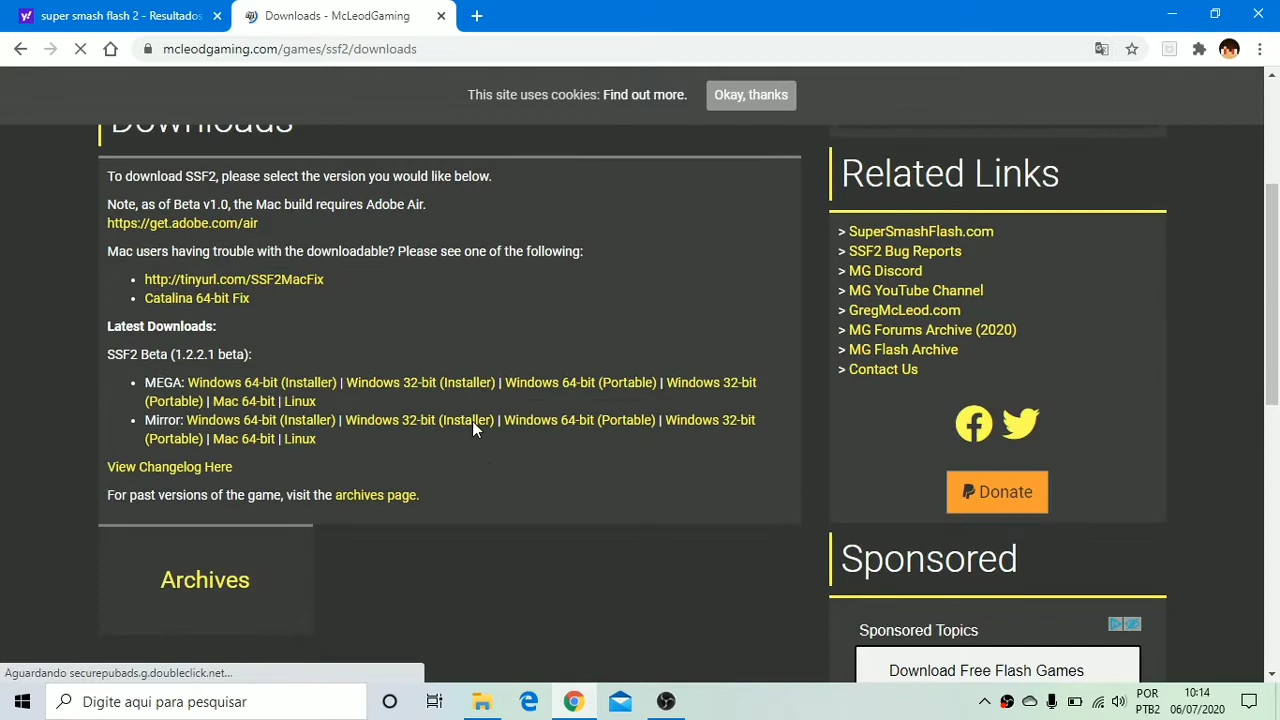 super smash flash 2 - Resultados
Downloads - McLeodGaming
mcleodgaming.com/games/ssf2/downloads
This site uses cookies: Find out more.
Okay, thanks
Downloads
To download SSF2, please select the version you would like below.
Note, as of Beta v1.0, the Mac build requires Adobe Air.
https://get.adobe.com/air
Mac users having trouble with the downloadable? Please see one of the following:
• http://tinyurl.com/SSF2MacFix
• Catalina 64-bit Fix
Latest Downloads:
SSF2 Beta (1.2.2.1 beta):
• MEGA: Windows 64-bit (Installer) | Windows 32-bit (Installer) | Windows 64-bit (Portable) | Windows 32-bit
(Portable) | Mac 64-bit | Linux
• Mirror: Windows 64-bit (Installer) | Windows 32-bit (Installer) | Windows 64-bit (Portable) | Windows 32-bit
(Portable) | Mac 64-bit | Linux
View Changelog Here
For past versions of the game, visit the archives page.
Archives
Related Links
> SuperSmashFlash.com
> SSF2 Bug Reports
> MG Discord
> MG YouTube Channel
> GregMcLeod.com
> MG Forums Archive (2020)
> MG Flash Archive
> Contact Us
Donate
Sponsored
Sponsored Topics
Download Free Flash Games
Aguardando securepubads.g.doubleclick.net...
Digite aqui para pesquisar
POR
PTB2
10:14
06/07/2020